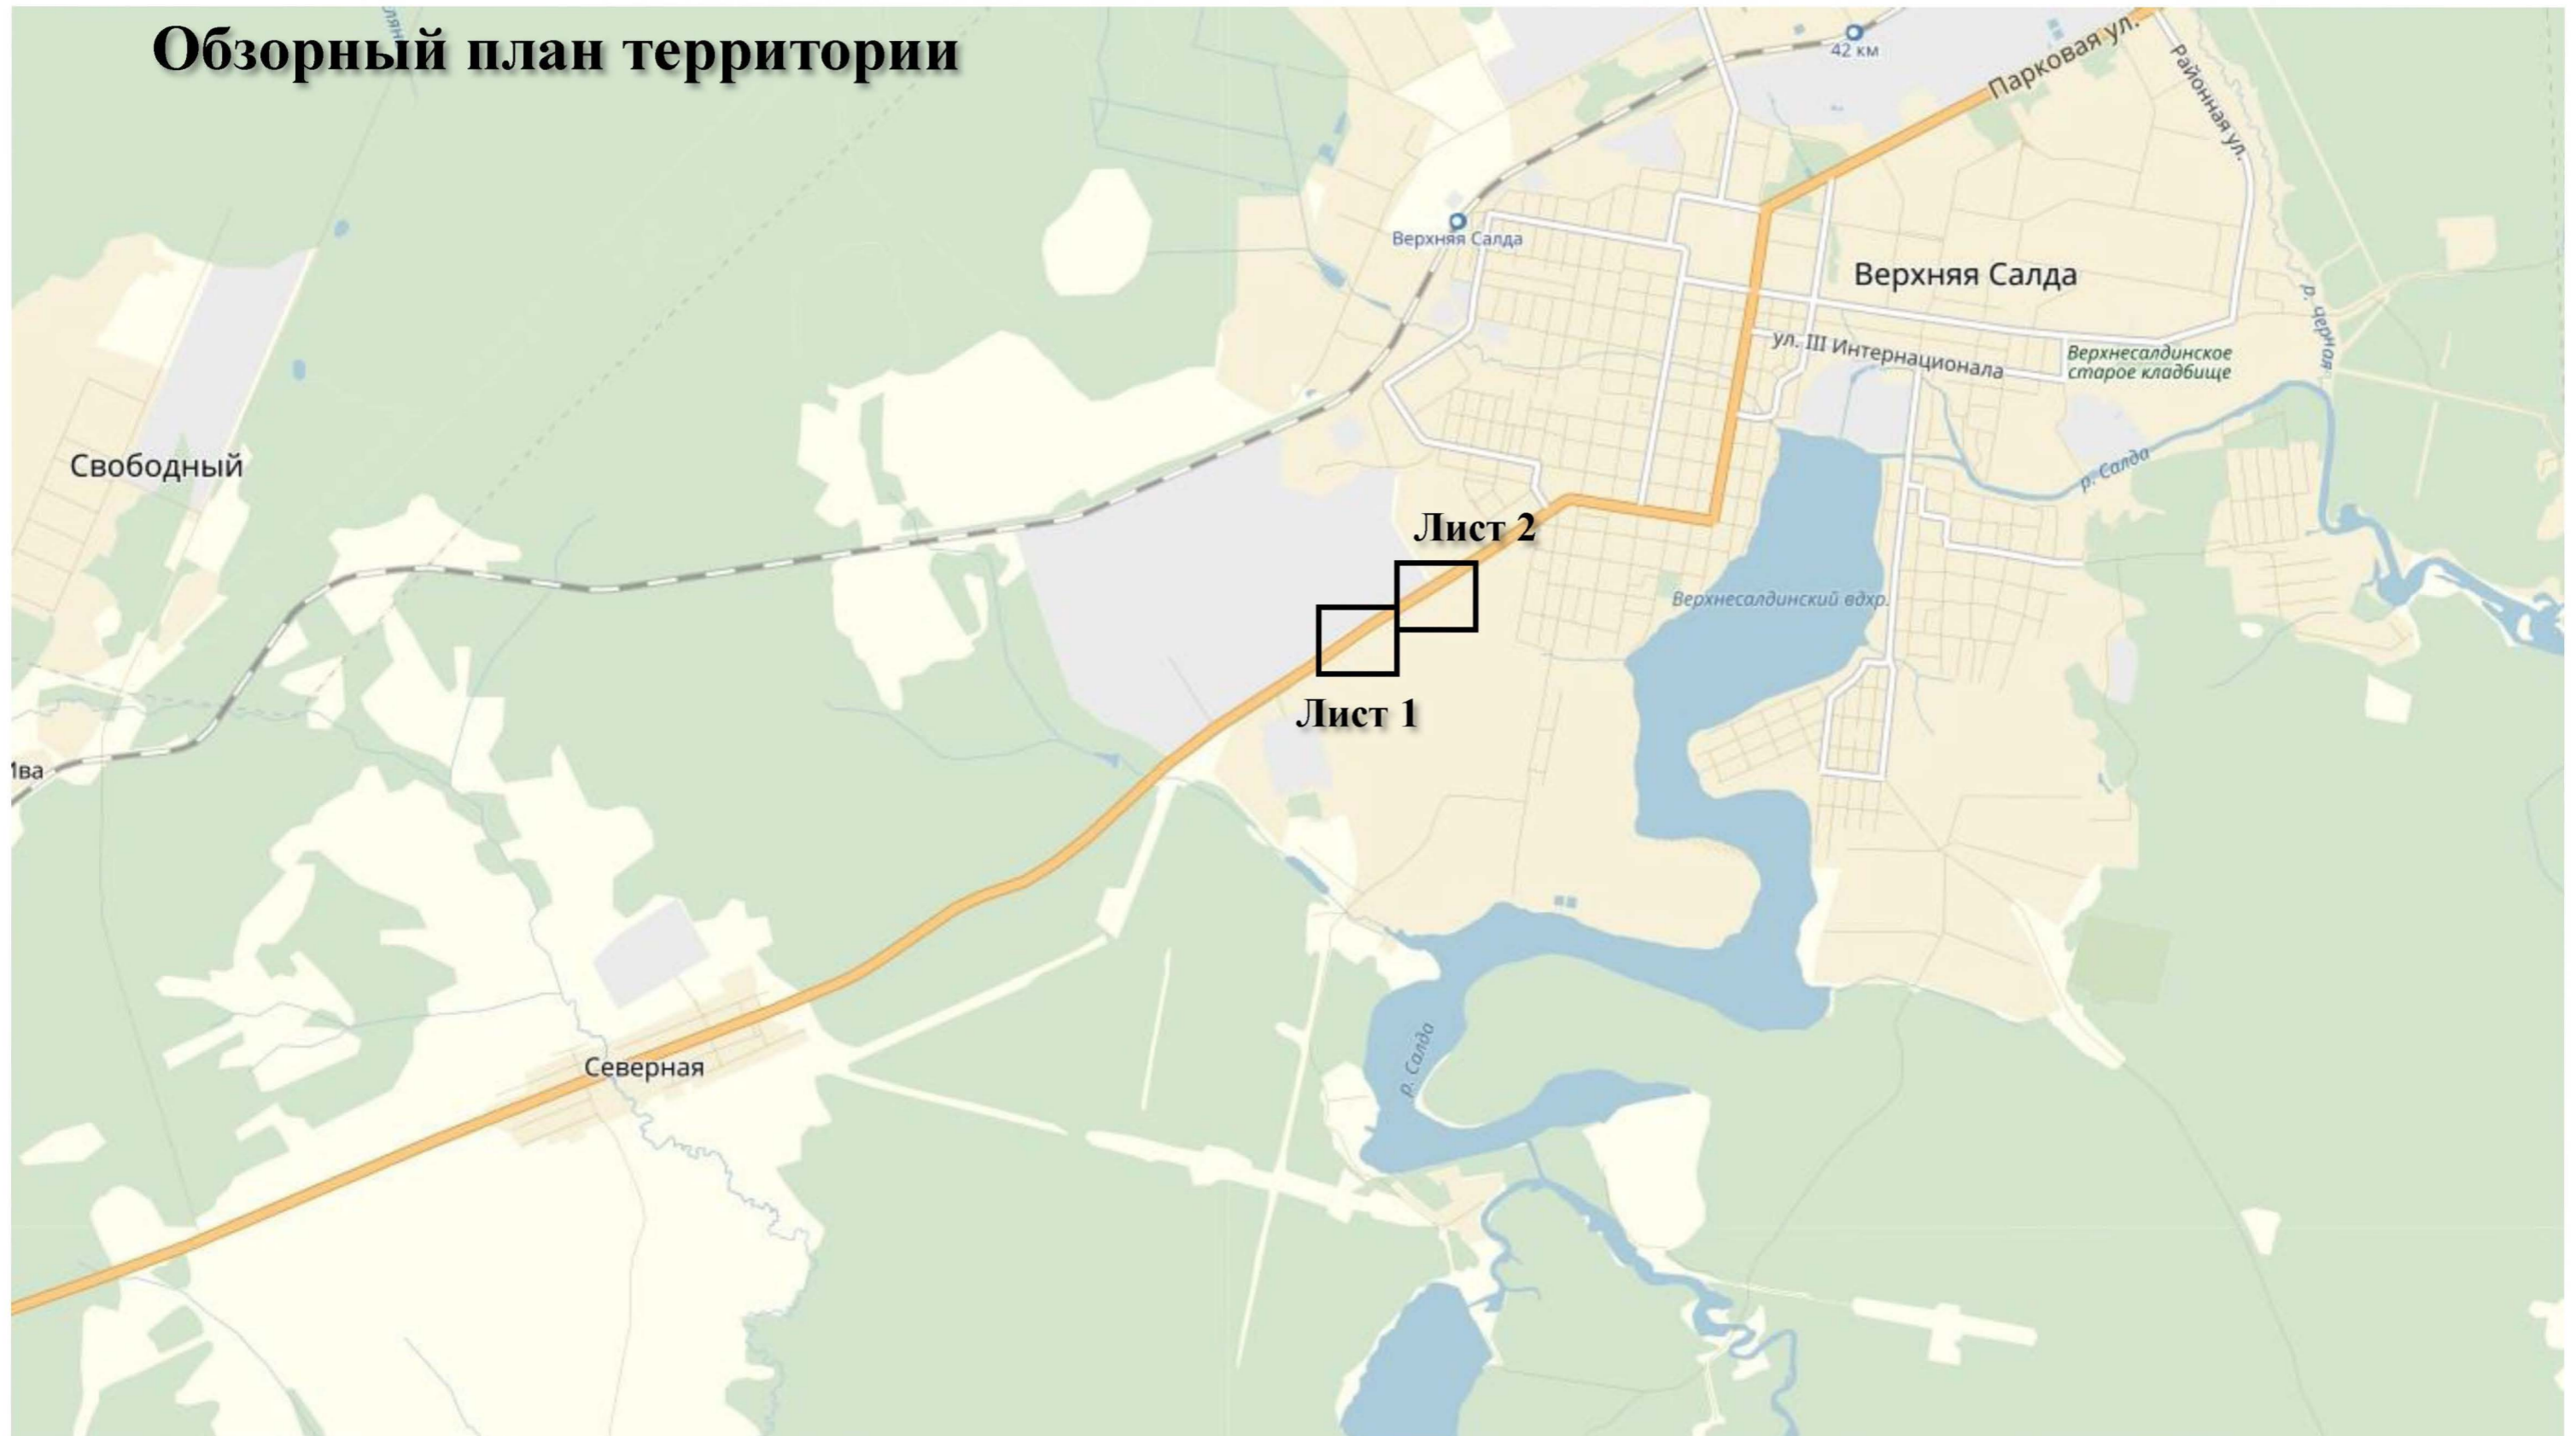 Обзорный план территории
42 км
Парковая ул.
Районная ул.
Верхняя Салда
Верхняя Салда
р. Черная
ул. III Интернационала
Верхнесалдинское
старое кладбище
Свободный
р. Салда
Лист 2
Верхнесалдинский вдхр.
Лист 1
Северная
р. Салда